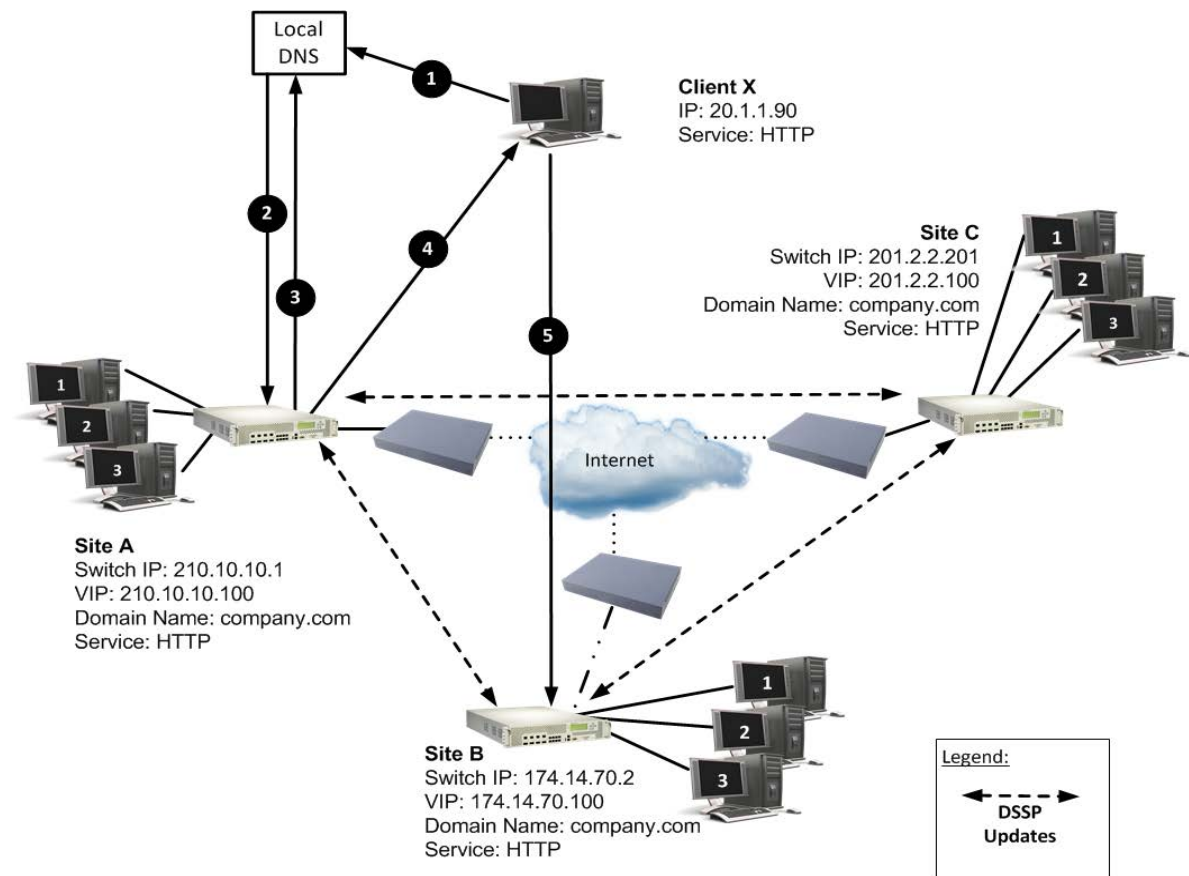 Local
DNS
1
Client X
IP: 20.1.1.90
Service: HTTP
2
3
4
5
Site C
Switch IP: 201.2.2.201
VIP: 201.2.2.100
Domain Name: company.com
Service: HTTP
1
2
3
1
2
3
Internet
Site A
Switch IP: 210.10.10.1
VIP: 210.10.10.100
Domain Name: company.com
Service: HTTP
Site B
Switch IP: 174.14.70.2
VIP: 174.14.70.100
Domain Name: company.com
Service: HTTP
1
2
3
Legend:
DSSP
Updates